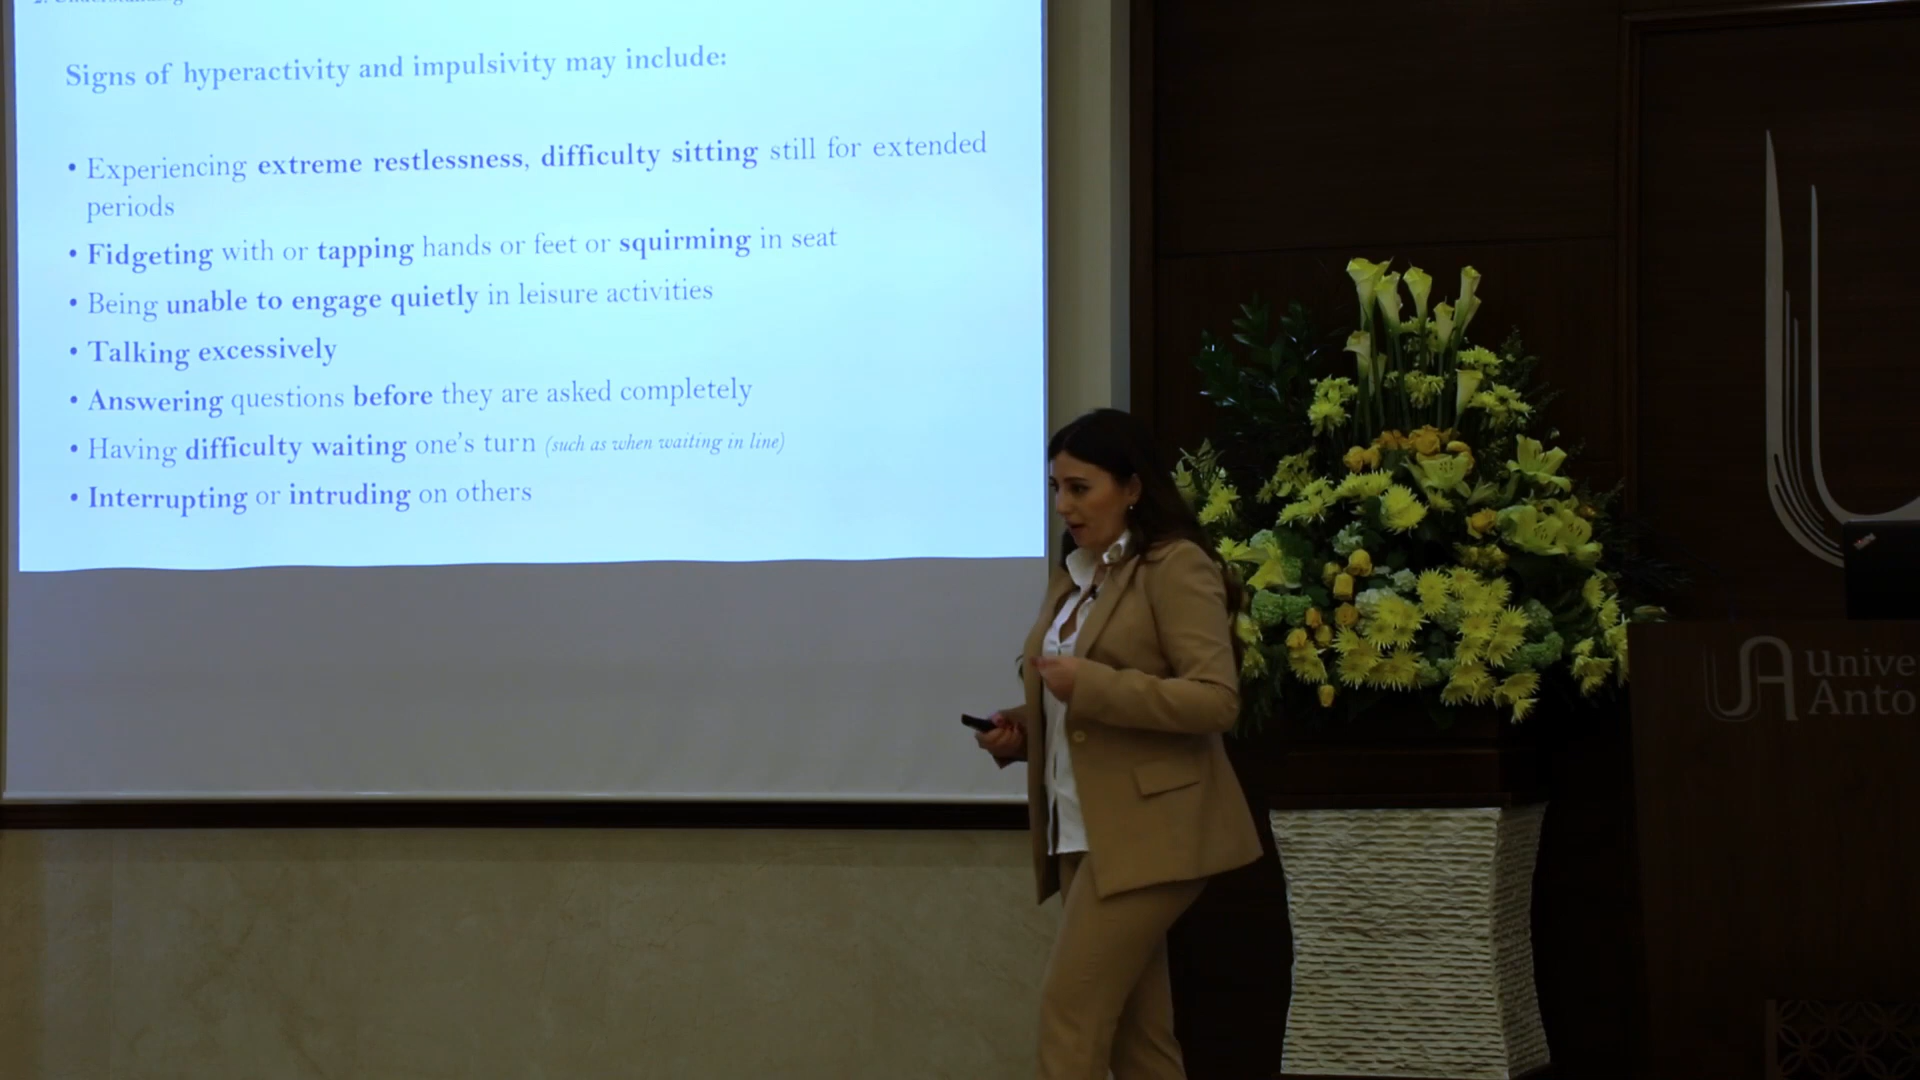 Signs of hyperactivity and impulsivity may include:
• Experiencing extreme restlessness, difficulty sitting still for extended
periods
• Fidgeting with or tapping hands or feet or squirming in seat
• Being unable to engage quietly in leisure activities
• Talking excessively
• Answering questions before they are asked completely
• Having difficulty waiting one's turn (such as when waiting in line)
• Interrupting or intruding on others
UA
Unive
Anto